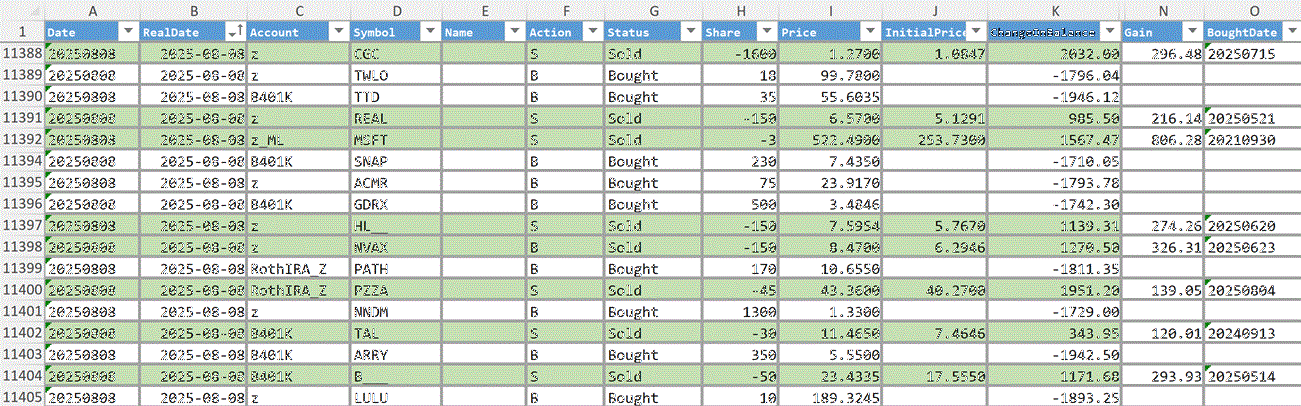 A B C D E F G H I J K N O
1 Date RealDate Account Symbol Name Action Status Share Price InitialPrice ChangeInBalance Gain BoughtDate
11388 20250808 2025-08-08 z CGC S Sold -1600 1.2700 1.0847 2032.00 296.48 20250715
11389 20250808 2025-08-08 z TWLO B Bought 18 99.7800 -1796.04
11390 20250808 2025-08-08 8401K TTD B Bought 35 55.6035 -1946.12
11391 20250808 2025-08-08 z REAL S Sold -150 6.5700 5.1291 985.50 216.14 20250521
11392 20250808 2025-08-08 z_ML MSFT S Sold -3 522.4900 253.7300 1567.47 806.28 20210930
11394 20250808 2025-08-08 8401K SNAP B Bought 230 7.4350 -1710.05
11395 20250808 2025-08-08 z ACMR B Bought 75 23.9170 -1793.78
11396 20250808 2025-08-08 8401K GDRX B Bought 500 3.4846 -1742.30
11397 20250808 2025-08-08 z HL__ S Sold -150 7.5954 5.7670 1139.31 274.26 20250620
11398 20250808 2025-08-08 z NVAX S Sold -150 8.4700 6.2946 1270.50 326.31 20250623
11399 20250808 2025-08-08 RothIRA_Z PATH B Bought 170 10.6550 -1811.35
11400 20250808 2025-08-08 RothIRA_Z PZZA S Sold -45 43.3600 40.2700 1951.20 139.05 20250804
11401 20250808 2025-08-08 z NNDM B Bought 1300 1.3300 -1729.00
11402 20250808 2025-08-08 8401K TAL S Sold -30 11.4650 7.4646 343.95 120.01 20240913
11403 20250808 2025-08-08 8401K ARRY B Bought 350 5.5500 -1942.50
11404 20250808 2025-08-08 8401K B___ S Sold -50 23.4335 17.5550 1171.68 293.93 20250514
11405 20250808 2025-08-08 z LULU B Bought 10 189.3245 -1893.25